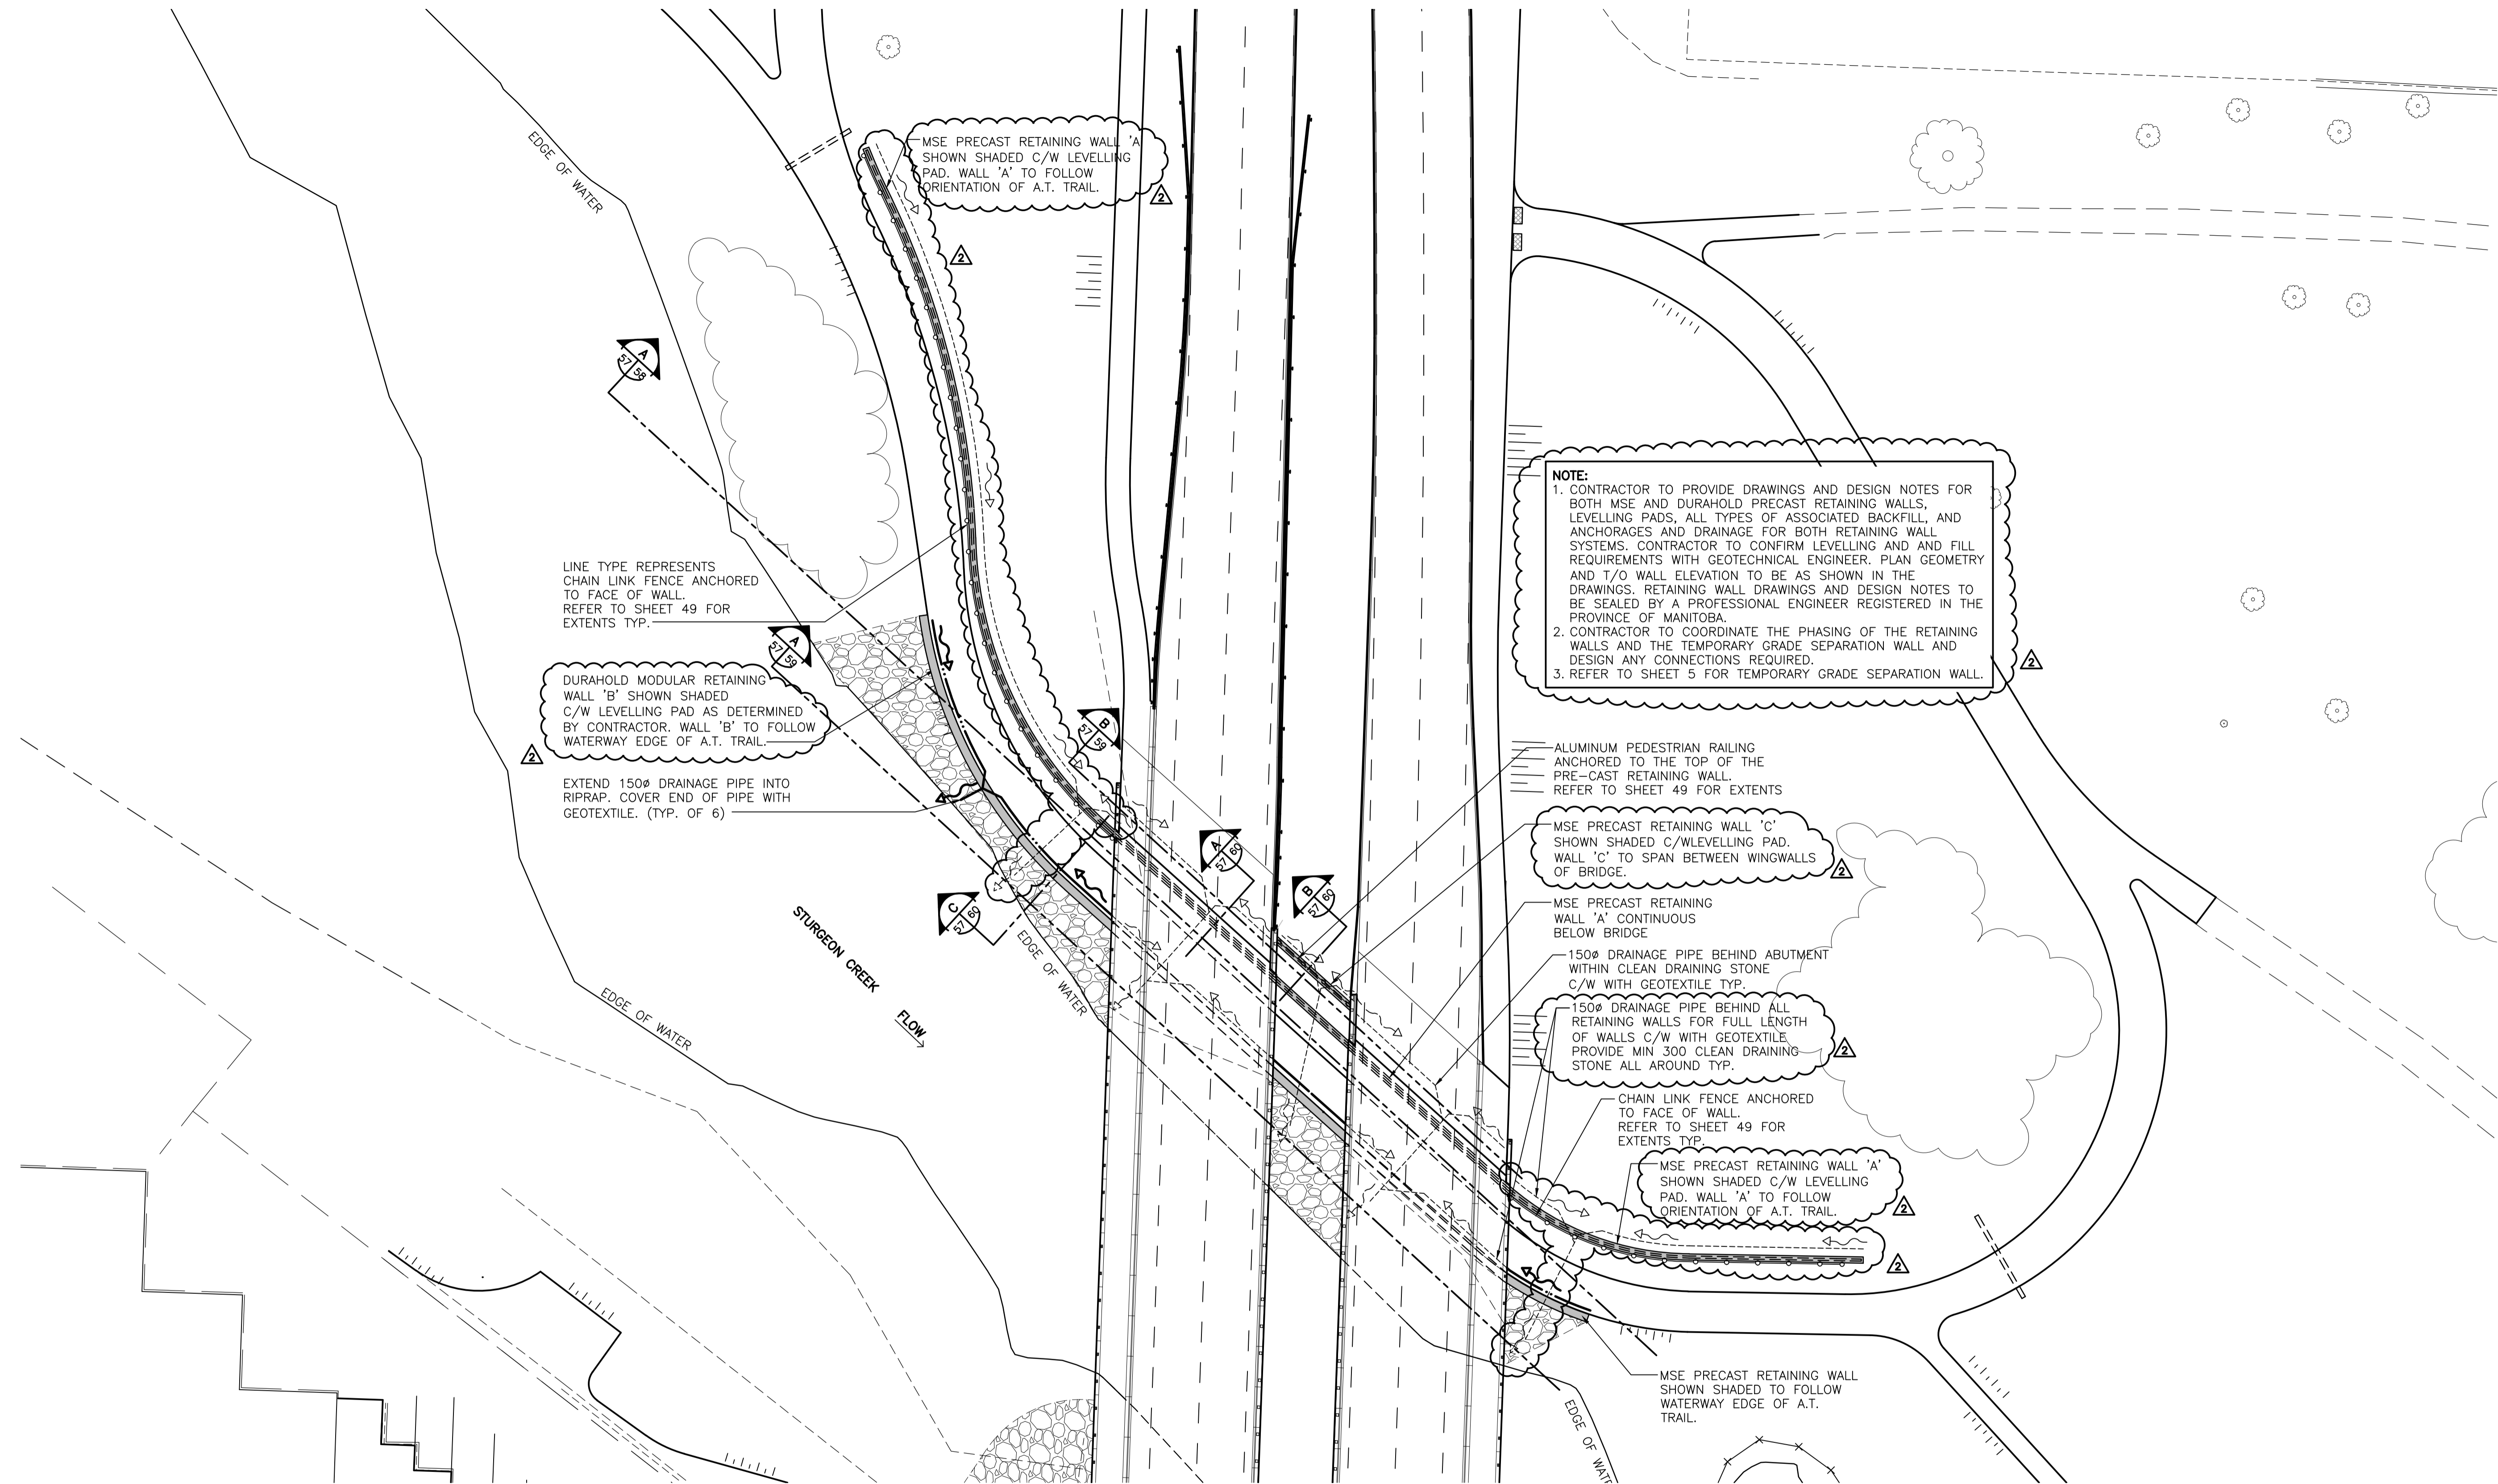 EDGE OF WATER
MSE PRECAST RETAINING WALL 'A'
SHOWN SHADED C/W LEVELLING
PAD. WALL 'A' TO FOLLOW
ORIENTATION OF A.T. TRAIL.
2
2
A
57 58
LINE TYPE REPRESENTS
CHAIN LINK FENCE ANCHORED
TO FACE OF WALL.
REFER TO SHEET 49 FOR
EXTENTS TYP.
A
57 59
DURAHOLD MODULAR RETAINING
WALL 'B' SHOWN SHADED
C/W LEVELLING PAD AS DETERMINED
BY CONTRACTOR. WALL 'B' TO FOLLOW
WATERWAY EDGE OF A.T. TRAIL.
2
EXTEND 150ø DRAINAGE PIPE INTO
RIPRAP. COVER END OF PIPE WITH
GEOTEXTILE. (TYP. OF 6)
B
57 59
A
57 60
B
57 60
C
57 60
STURGEON CREEK
FLOW
EDGE OF WATER
EDGE OF WATER
NOTE:
1. CONTRACTOR TO PROVIDE DRAWINGS AND DESIGN NOTES FOR
BOTH MSE AND DURAHOLD PRECAST RETAINING WALLS,
LEVELLING PADS, ALL TYPES OF ASSOCIATED BACKFILL, AND
ANCHORAGES AND DRAINAGE FOR BOTH RETAINING WALL
SYSTEMS. CONTRACTOR TO CONFIRM LEVELLING AND AND FILL
REQUIREMENTS WITH GEOTECHNICAL ENGINEER. PLAN GEOMETRY
AND T/O WALL ELEVATION TO BE AS SHOWN IN THE
DRAWINGS. RETAINING WALL DRAWINGS AND DESIGN NOTES TO
BE SEALED BY A PROFESSIONAL ENGINEER REGISTERED IN THE
PROVINCE OF MANITOBA.
2. CONTRACTOR TO COORDINATE THE PHASING OF THE RETAINING
WALLS AND THE TEMPORARY GRADE SEPARATION WALL AND
DESIGN ANY CONNECTIONS REQUIRED.
3. REFER TO SHEET 5 FOR TEMPORARY GRADE SEPARATION WALL.
2
ALUMINUM PEDESTRIAN RAILING
ANCHORED TO THE TOP OF THE
PRE-CAST RETAINING WALL.
REFER TO SHEET 49 FOR EXTENTS
MSE PRECAST RETAINING WALL 'C'
SHOWN SHADED C/WLEVELLING PAD.
WALL 'C' TO SPAN BETWEEN WINGWALLS
OF BRIDGE.
2
MSE PRECAST RETAINING
WALL 'A' CONTINUOUS
BELOW BRIDGE
150ø DRAINAGE PIPE BEHIND ABUTMENT
WITHIN CLEAN DRAINING STONE
C/W WITH GEOTEXTILE TYP.
150ø DRAINAGE PIPE BEHIND ALL
RETAINING WALLS FOR FULL LENGTH
OF WALLS C/W WITH GEOTEXTILE
PROVIDE MIN 300 CLEAN DRAINING
STONE ALL AROUND TYP.
2
CHAIN LINK FENCE ANCHORED
TO FACE OF WALL.
REFER TO SHEET 49 FOR
EXTENTS TYP.
MSE PRECAST RETAINING WALL 'A'
SHOWN SHADED C/W LEVELLING
PAD. WALL 'A' TO FOLLOW
ORIENTATION OF A.T. TRAIL.
2
2
MSE PRECAST RETAINING WALL
SHOWN SHADED TO FOLLOW
WATERWAY EDGE OF A.T.
TRAIL.
EDGE OF WATE